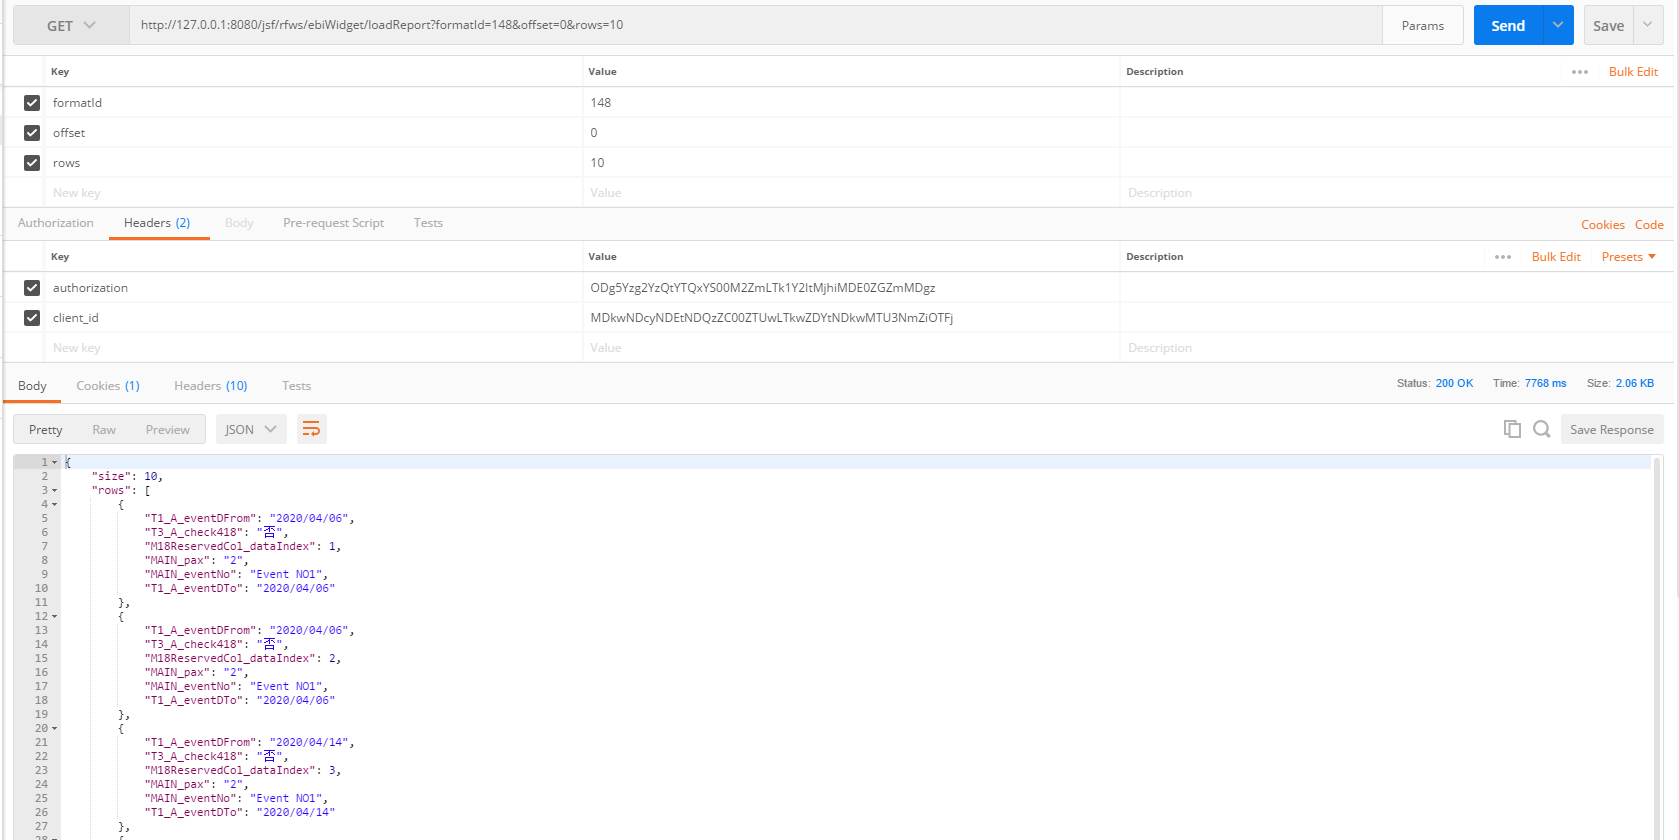 GET http://127.0.0.1:8080/jsf/rfws/ebiWidget/loadReport?formatId=148&offset=0&rows=10 Params Send Save
Key Value Description ••• Bulk Edit
formatId 148
offset 0
rows 10
New key Value Description
Authorization Headers (2) Body Pre-request Script Tests Cookies Code
Key Value Description ••• Bulk Edit Presets
authorization ODg5Yzg2YzQtYTQxYS00M2ZmLTk1Y2ItMjhiMDE0ZGZmMDgz
client_id MDkwNDcyNDEtNDQzZC00ZTUwLTkwZDYtNDkwMTU3NmZiOTFj
New key Value Description
Body Cookies (1) Headers (10) Tests Status: 200 OK Time: 7768 ms Size: 2.06 KB
Pretty Raw Preview JSON Save Response
1 {
2 "size": 10,
3 "rows": [
4 {
5 "T1_A_eventDFrom": "2020/04/06",
6 "T3_A_check418": "否",
7 "M18ReservedCol_dataIndex": 1,
8 "MAIN_pax": "2",
9 "MAIN_eventNo": "Event NO1",
10 "T1_A_eventDTo": "2020/04/06"
11 },
12 {
13 "T1_A_eventDFrom": "2020/04/06",
14 "T3_A_check418": "否",
15 "M18ReservedCol_dataIndex": 2,
16 "MAIN_pax": "2",
17 "MAIN_eventNo": "Event NO1",
18 "T1_A_eventDTo": "2020/04/06"
19 },
20 {
21 "T1_A_eventDFrom": "2020/04/14",
22 "T3_A_check418": "否",
23 "M18ReservedCol_dataIndex": 3,
24 "MAIN_pax": "2",
25 "MAIN_eventNo": "Event NO1",
26 "T1_A_eventDTo": "2020/04/14"
27 },
28 {